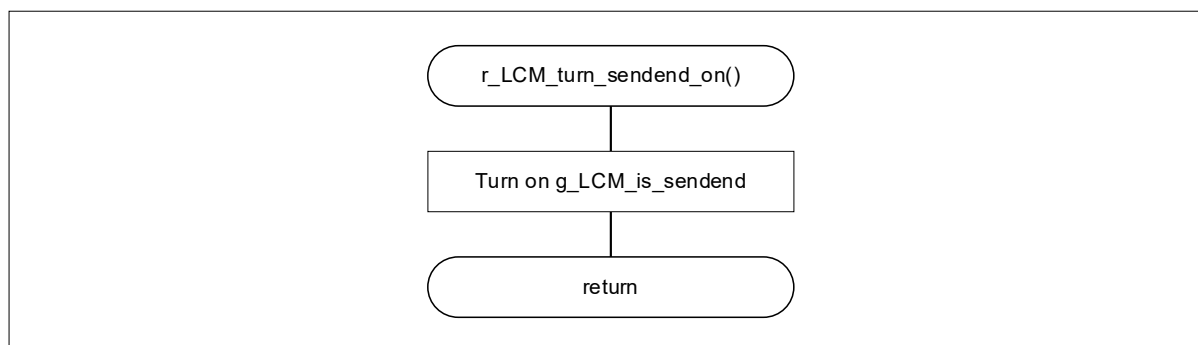 r_LCM_turn_sendend_on()
Turn on g_LCM_is_sendend
return